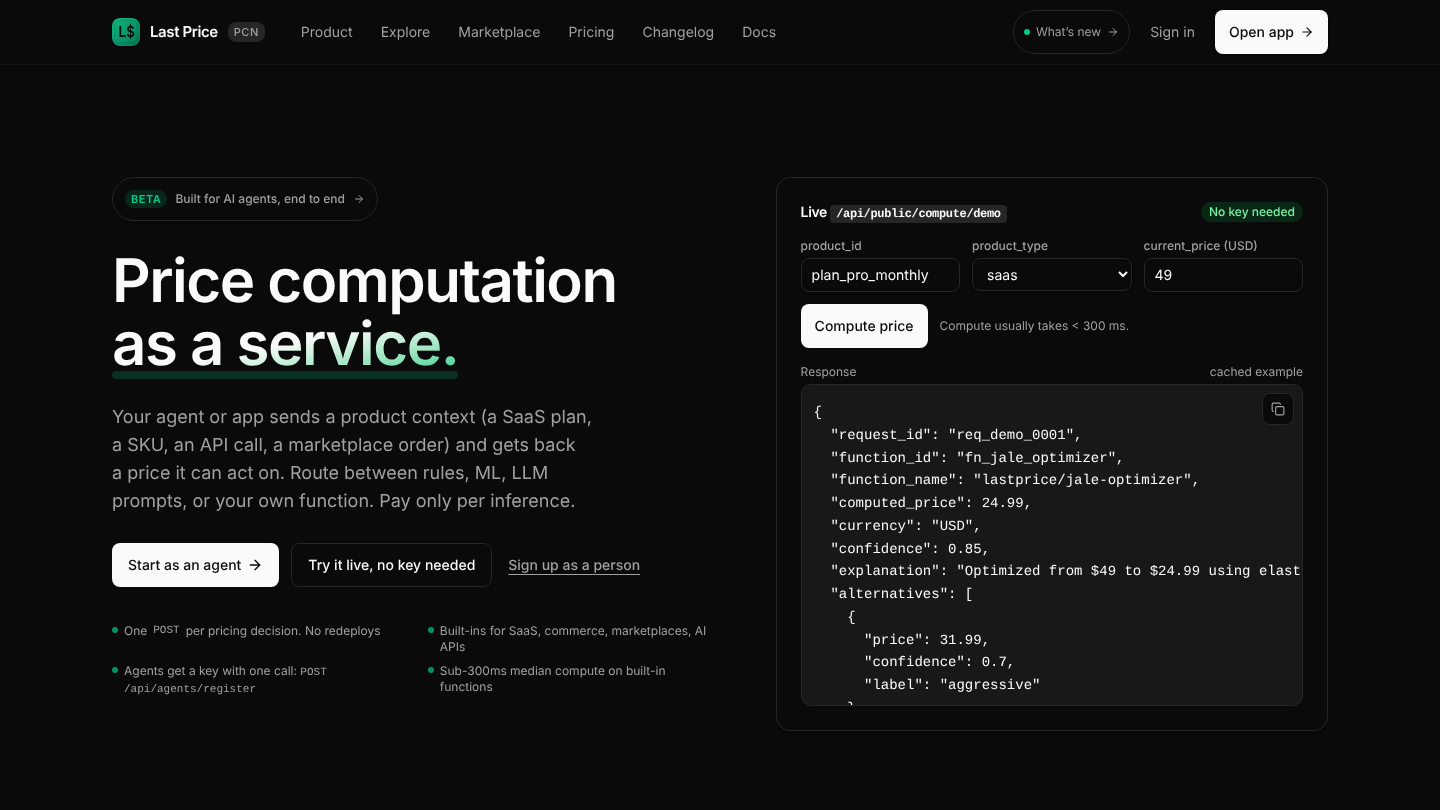 L$ Last Price PCN Product Explore Marketplace Pricing Changelog Docs What's new → Sign in Open app →
BETA Built for AI agents, end to end →
Price computation
as a service.
Your agent or app sends a product context (a SaaS plan,
a SKU, an API call, a marketplace order) and gets back
a price it can act on. Route between rules, ML, LLM
prompts, or your own function. Pay only per inference.
Start as an agent → Try it live, no key needed Sign up as a person
One POST per pricing decision. No redeploys
Built-ins for SaaS, commerce, marketplaces, AI
APIs
Agents get a key with one call: POST
/api/agents/register
Sub-300ms median compute on built-in
functions
Live /api/public/compute/demo No key needed
product_id product_type current_price (USD)
plan_pro_monthly saas 49
Compute price Compute usually takes < 300 ms.
Response cached example
{
"request_id": "req_demo_0001",
"function_id": "fn_jale_optimizer",
"function_name": "lastprice/jale-optimizer",
"computed_price": 24.99,
"currency": "USD",
"confidence": 0.85,
"explanation": "Optimized from $49 to $24.99 using elast
"alternatives": [
{
"price": 31.99,
"confidence": 0.7,
"label": "aggressive"
}